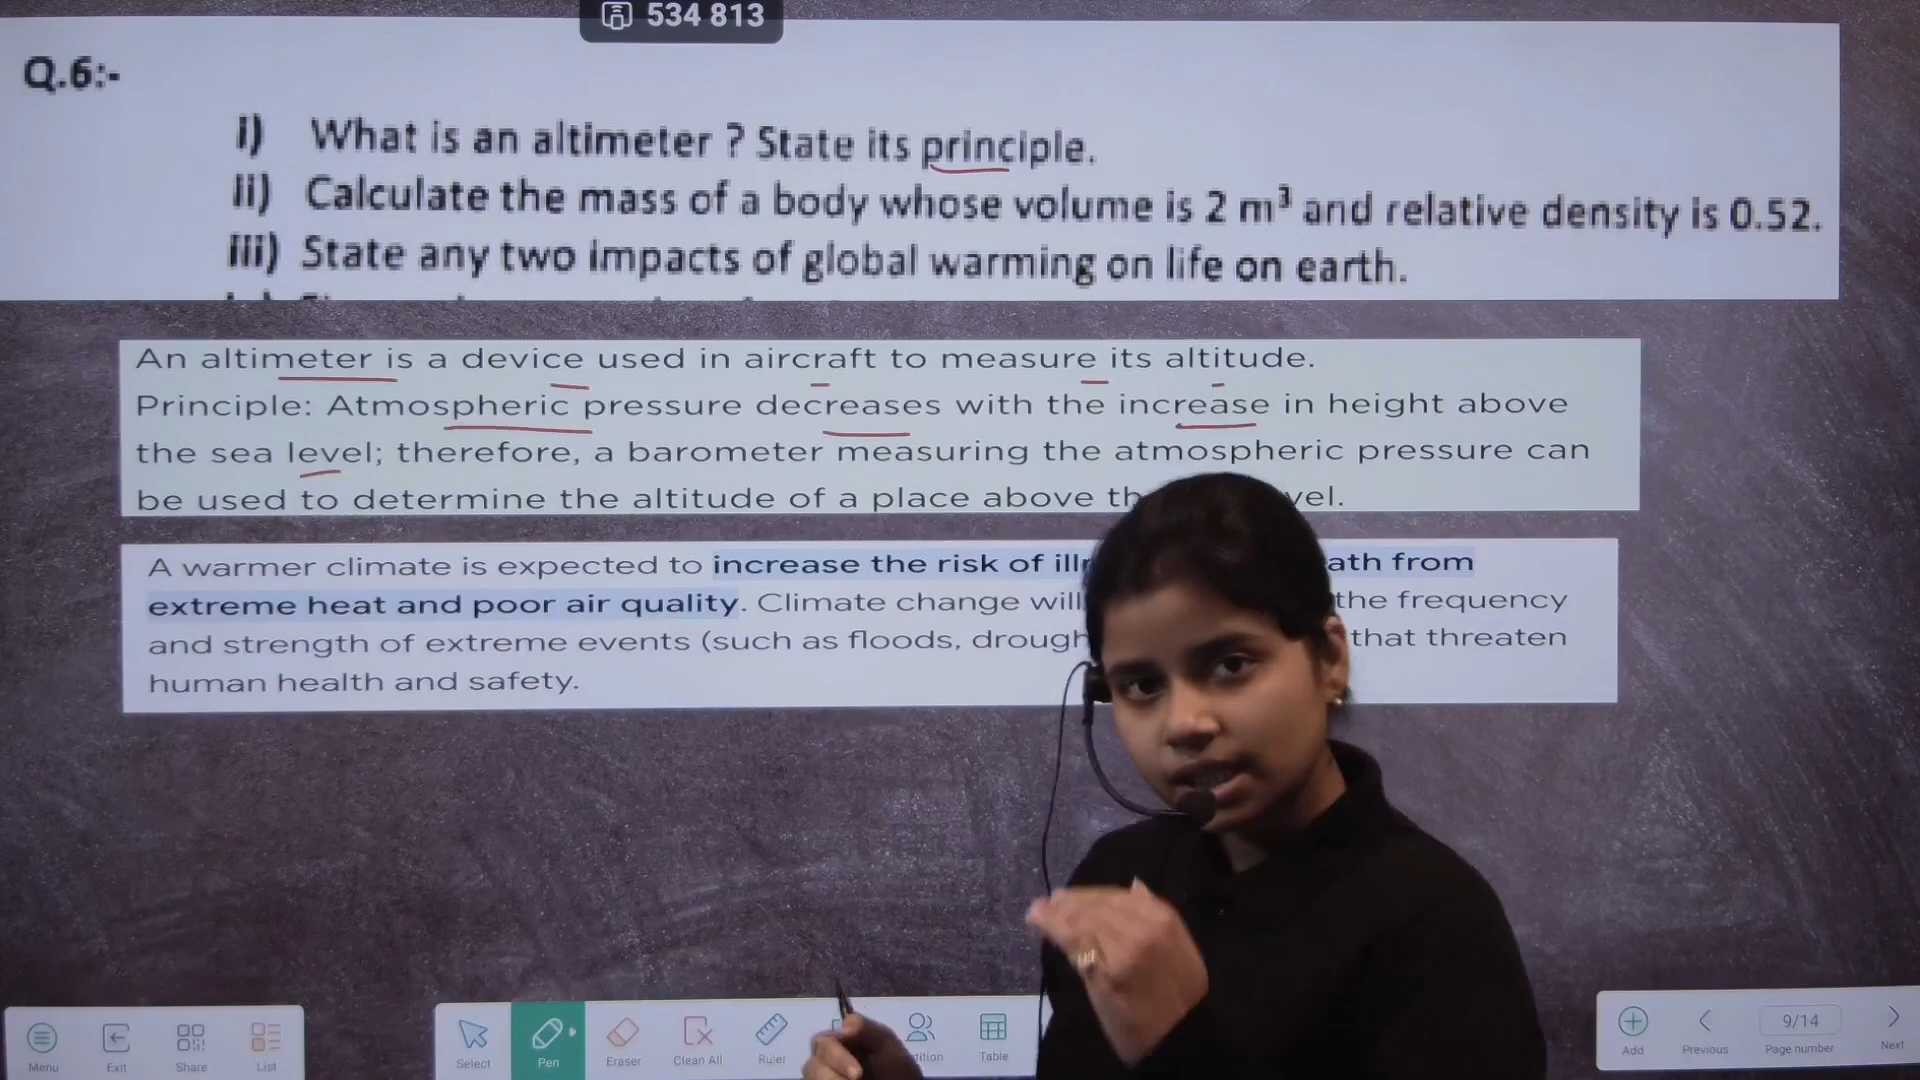 534 813
Q.6:-
i) What is an altimeter ? State its principle.
ii) Calculate the mass of a body whose volume is 2 m³ and relative density is 0.52.
iii) State any two impacts of global warming on life on earth.
An altimeter is a device used in aircraft to measure its altitude.
Principle: Atmospheric pressure decreases with the increase in height above
the sea level; therefore, a barometer measuring the atmospheric pressure can
be used to determine the altitude of a place above
A warmer climate is expected to increase the risk of from
extreme heat and poor air quality. Climate change will the frequency
and strength of extreme events (such as floods, that threaten
human health and safety.
Menu Exit Share List Select Pen Eraser Clean All Ruler Table Add Previous 9/14 Page number Next